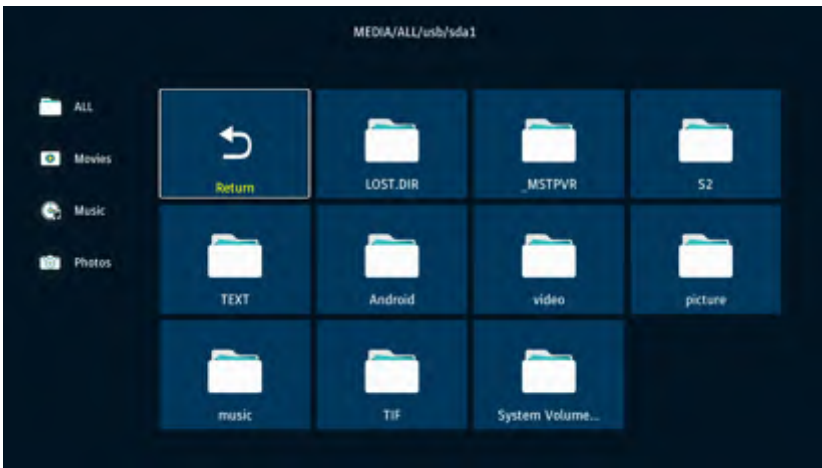 MEDIA/ALL/usb/sda1
ALL
Movies
Music
Photos
Return
LOST.DIR
_MSTPVR
S2
TEXT
Android
video
picture
music
TIF
System Volume...